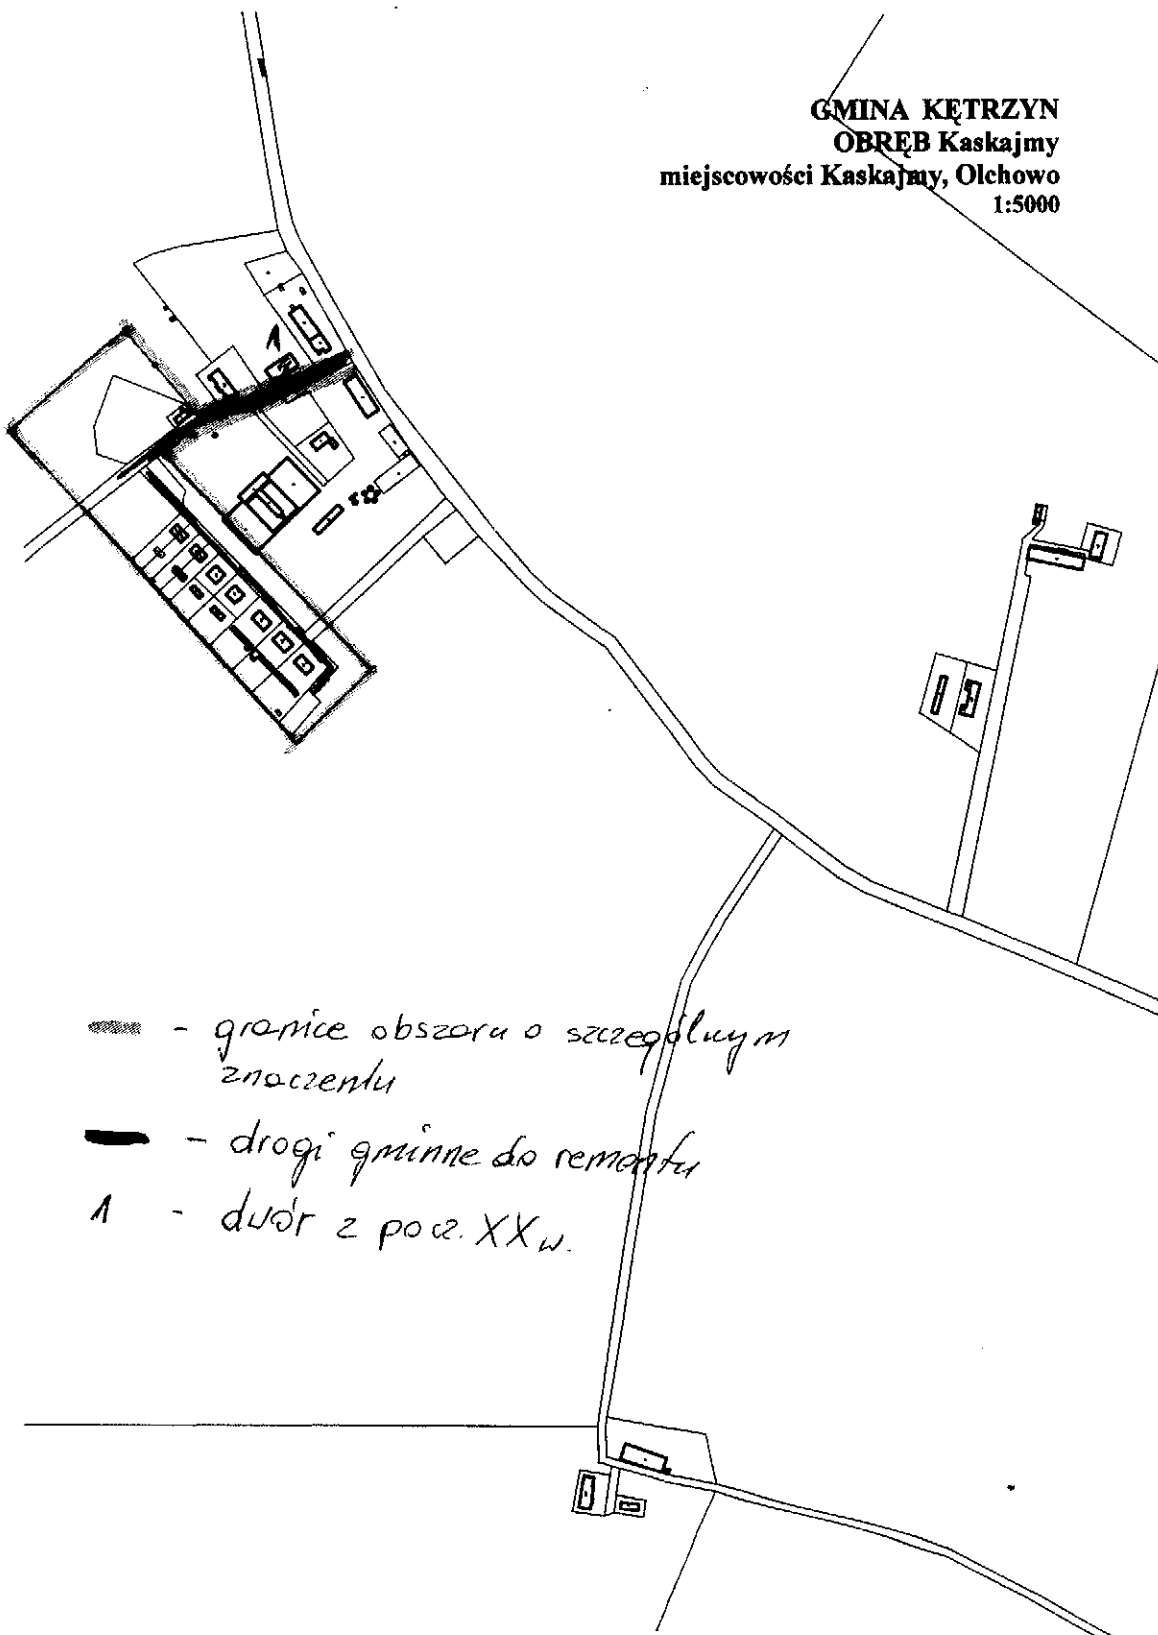 GMINA KĘTRZYN
OBRĘB Kaskajmy
miejscowości Kaskajmy, Olchowo
1:5000
1
- granice obszaru o szczególnym
znaczeniu
- drogi gminne do remontu
1 - dwór z pocz. XX w.